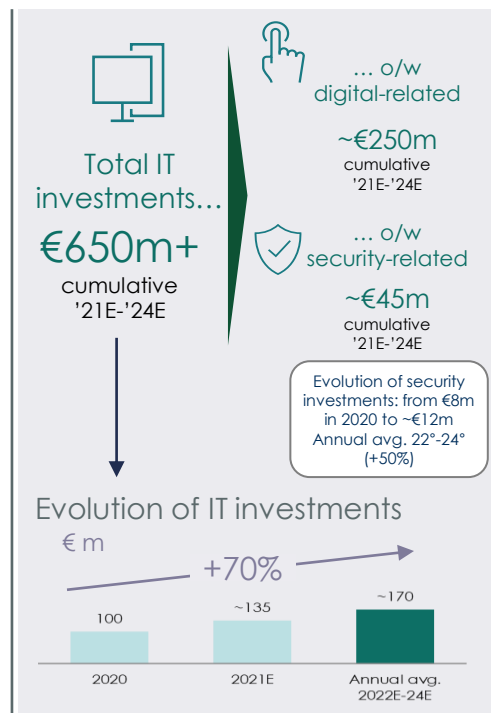 Total IT
investments…
€650m+
cumulative
’21E-’24E
… o/w
digital-related
~€250m
cumulative
’21E-’24E
… o/w
security-related
~€45m
cumulative
’21E-’24E
Evolution of security
investments: from €8m
in 2020 to ~€12m
Annual avg. 22°-24°
(+50%)
Evolution of IT investments
€ m
+70%
100
~135
~170
2020
2021E
Annual avg.
2022E-24E